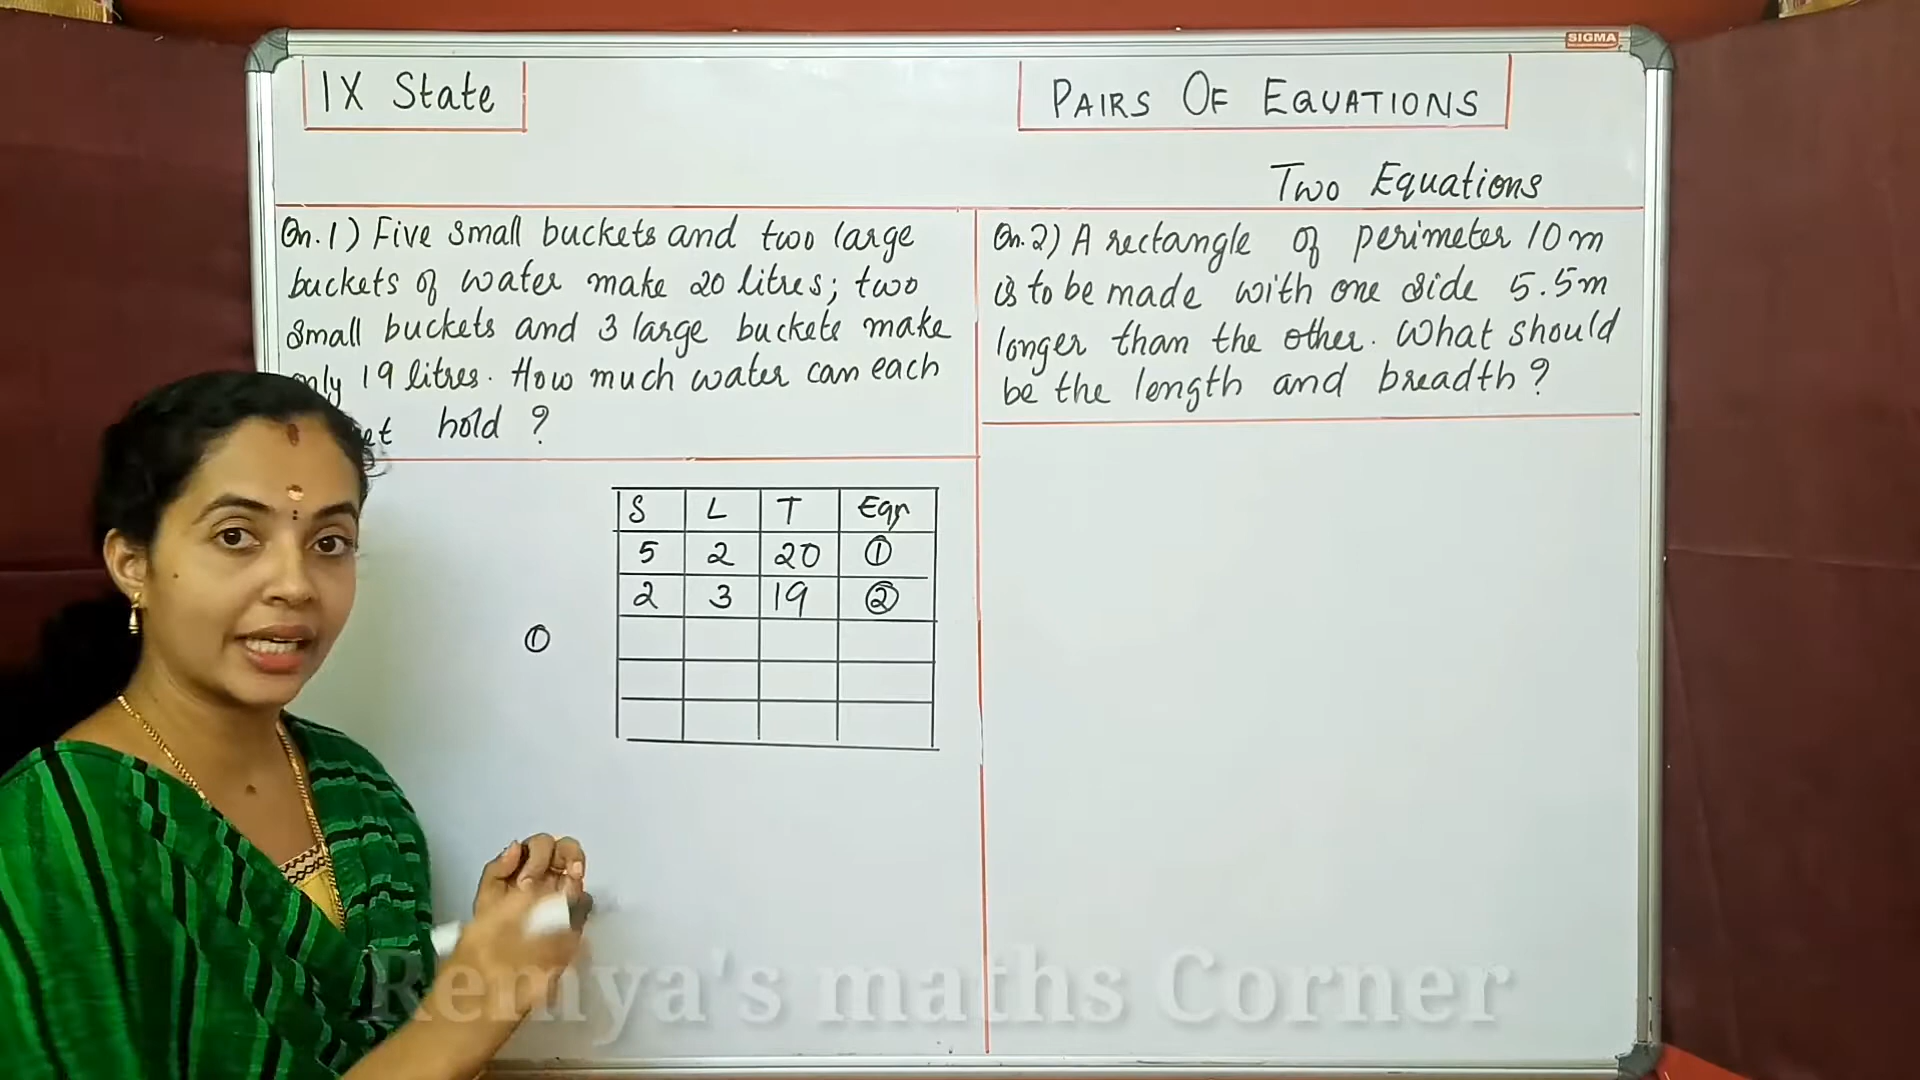 SIGMA
IX State
PAIRS OF EQUATIONS
Two Equations
Qn. 1) Five small buckets and two large
buckets of water make 20 litres; two
small buckets and 3 large buckets make
19 litres. How much water can each
hold ?
Qn. 2) A rectangle of perimeter 10m
is to be made with one side 5.5m
longer than the other. What should
be the length and breadth?
S L T Eqn
5 2 20 ①
2 3 19 ②
①
Remya's maths Corner